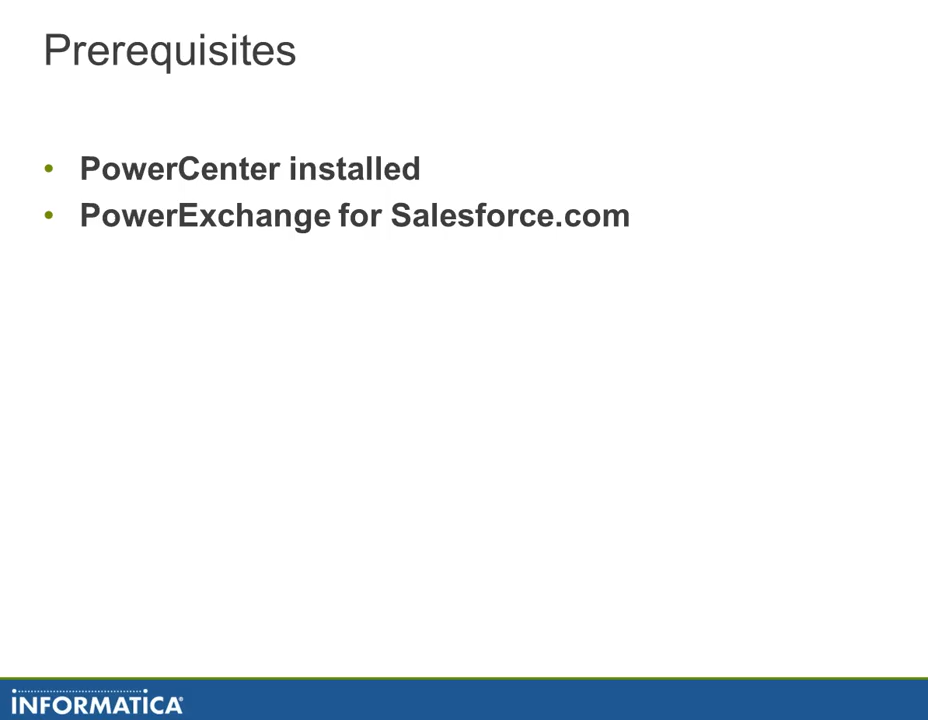 Prerequisites
• PowerCenter installed
• PowerExchange for Salesforce.com
INFORMATICA®